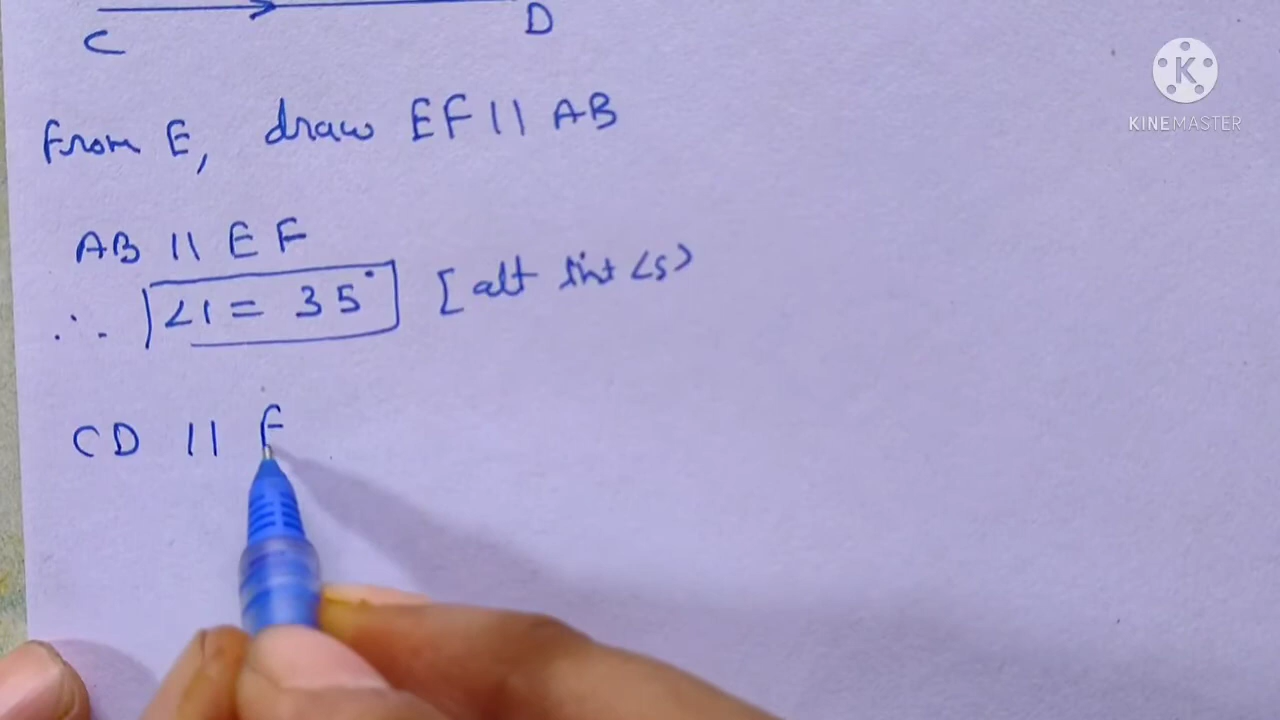 C D
From E, draw EF || AB
AB || EF
∴ ∠1 = 35° [alt int ∠s>
CD || F
K
KINEMASTER